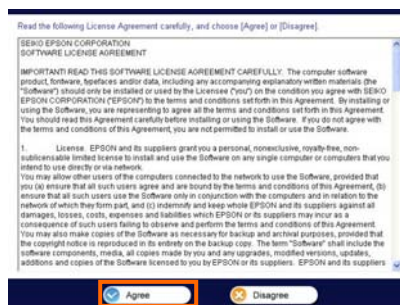 Read the following License Agreement carefully, and choose [Agree] or [Disagree].
SEIKO EPSON CORPORATION
SOFTWARE LICENSE AGREEMENT
IMPORTANT! READ THIS SOFTWARE LICENSE AGREEMENT CAREFULLY. The computer software
product, fontware, typefaces and/or data, including any accompanying explanatory written materials (the
"Software") should only be installed or used by the Licensee ("you") on the condition you agree with SEIKO
EPSON CORPORATION ("EPSON") to the terms and conditions set forth in this Agreement. By installing or
using the Software, you are representing to agree all the terms and conditions set forth in this Agreement.
You should read this Agreement carefully before installing or using the Software. If you do not agree with
the terms and conditions of this Agreement, you are not permitted to install or use the Software.
1. License. EPSON and its suppliers grant you a personal, nonexclusive, royalty-free, non-
sublicensable limited license to install and use the Software on any single computer or computers that you
intend to use directly or via network.
You may allow other users of the computers connected to the network to use the Software, provided that
you (a) ensure that all such users agree and are bound by the terms and conditions of this Agreement, (b)
ensure that all such users use the Software only in conjunction with the computers and in relation to the
network of which they form part, and (c) indemnify and keep whole EPSON and its suppliers against all
damages, losses, costs, expenses and liabilities which EPSON or its suppliers may incur as a
consequence of such users failing to observe and perform the terms and conditions of this Agreement.
You may also make copies of the Software as necessary for backup and archival purposes, provided that
the copyright notice is reproduced in its entirety on the backup copy. The term "Software" shall include the
software components, media, all copies made by you and any upgrades, modified versions, updates,
additions and copies of the Software licensed to you by EPSON or its suppliers. EPSON and its suppliers
Agree
Disagree